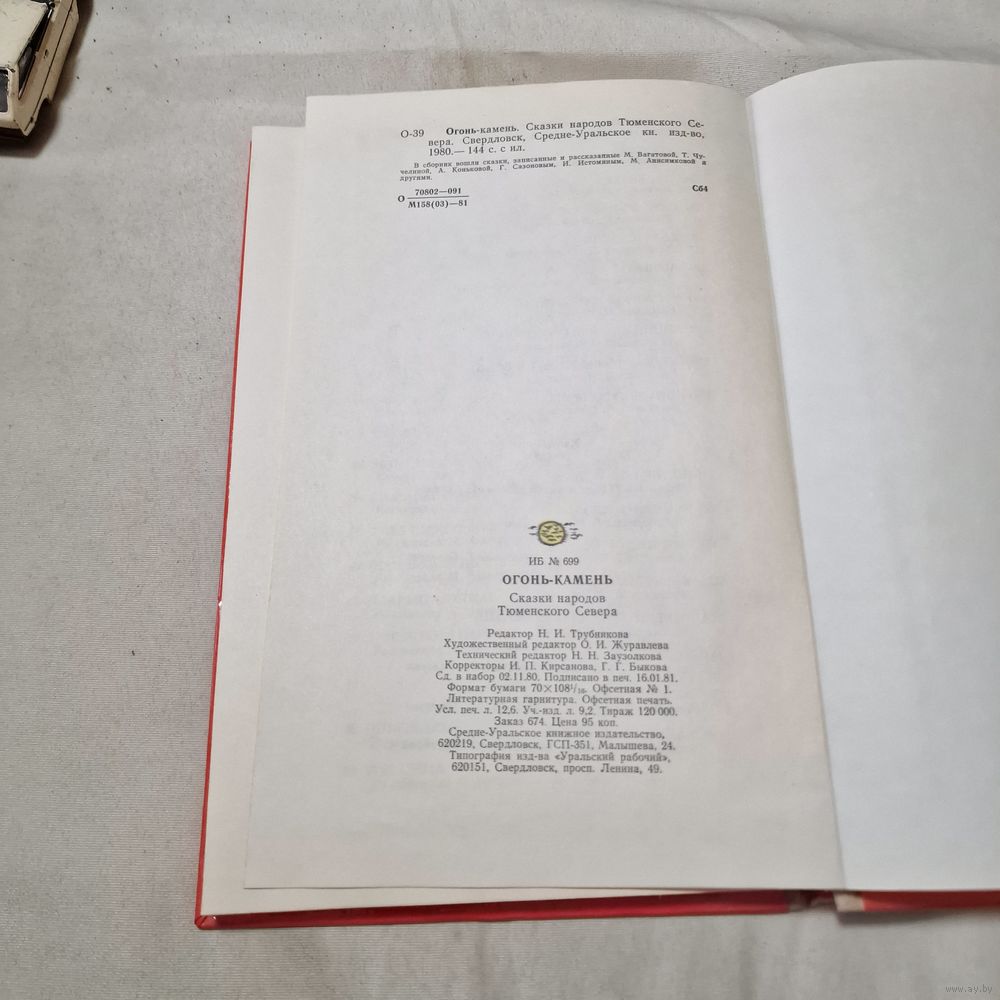 О-39 Огонь-камень. Сказки народов Тюменского Се-
вера. Свердловск, Средне-Уральское кн. изд-во,
1980.— 144 с. с ил.
В сборник вошли сказки, записанные и рассказанные М. Вагатовой, Т. Чу-
челиной, А. Коньковой, Г. Сазоновым, И. Истоминым, М. Анисимковой и
другими.
О 70802—091
М158(03)—81
Сб4
ИБ № 699
ОГОНЬ-КАМЕНЬ
Сказки народов
Тюменского Севера
Редактор Н. И. Трубникова
Художественный редактор О. И. Журавлева
Технический редактор Н. Н. Заузолкова
Корректоры И. П. Кирсанова, Г. Г. Быкова
Сд. в набор 02.11.80. Подписано в печ. 16.01.81.
Формат бумаги 70×108¹/₁₆. Офсетная № 1.
Литературная гарнитура. Офсетная печать.
Усл. печ. л. 12,6. Уч.-изд. л. 9,2. Тираж 120 000.
Заказ 674. Цена 95 коп.
Средне-Уральское книжное издательство,
620219, Свердловск, ГСП-351, Малышева, 24.
Типография изд-ва «Уральский рабочий»,
620151, Свердловск, просп. Ленина, 49.
www.ay.by